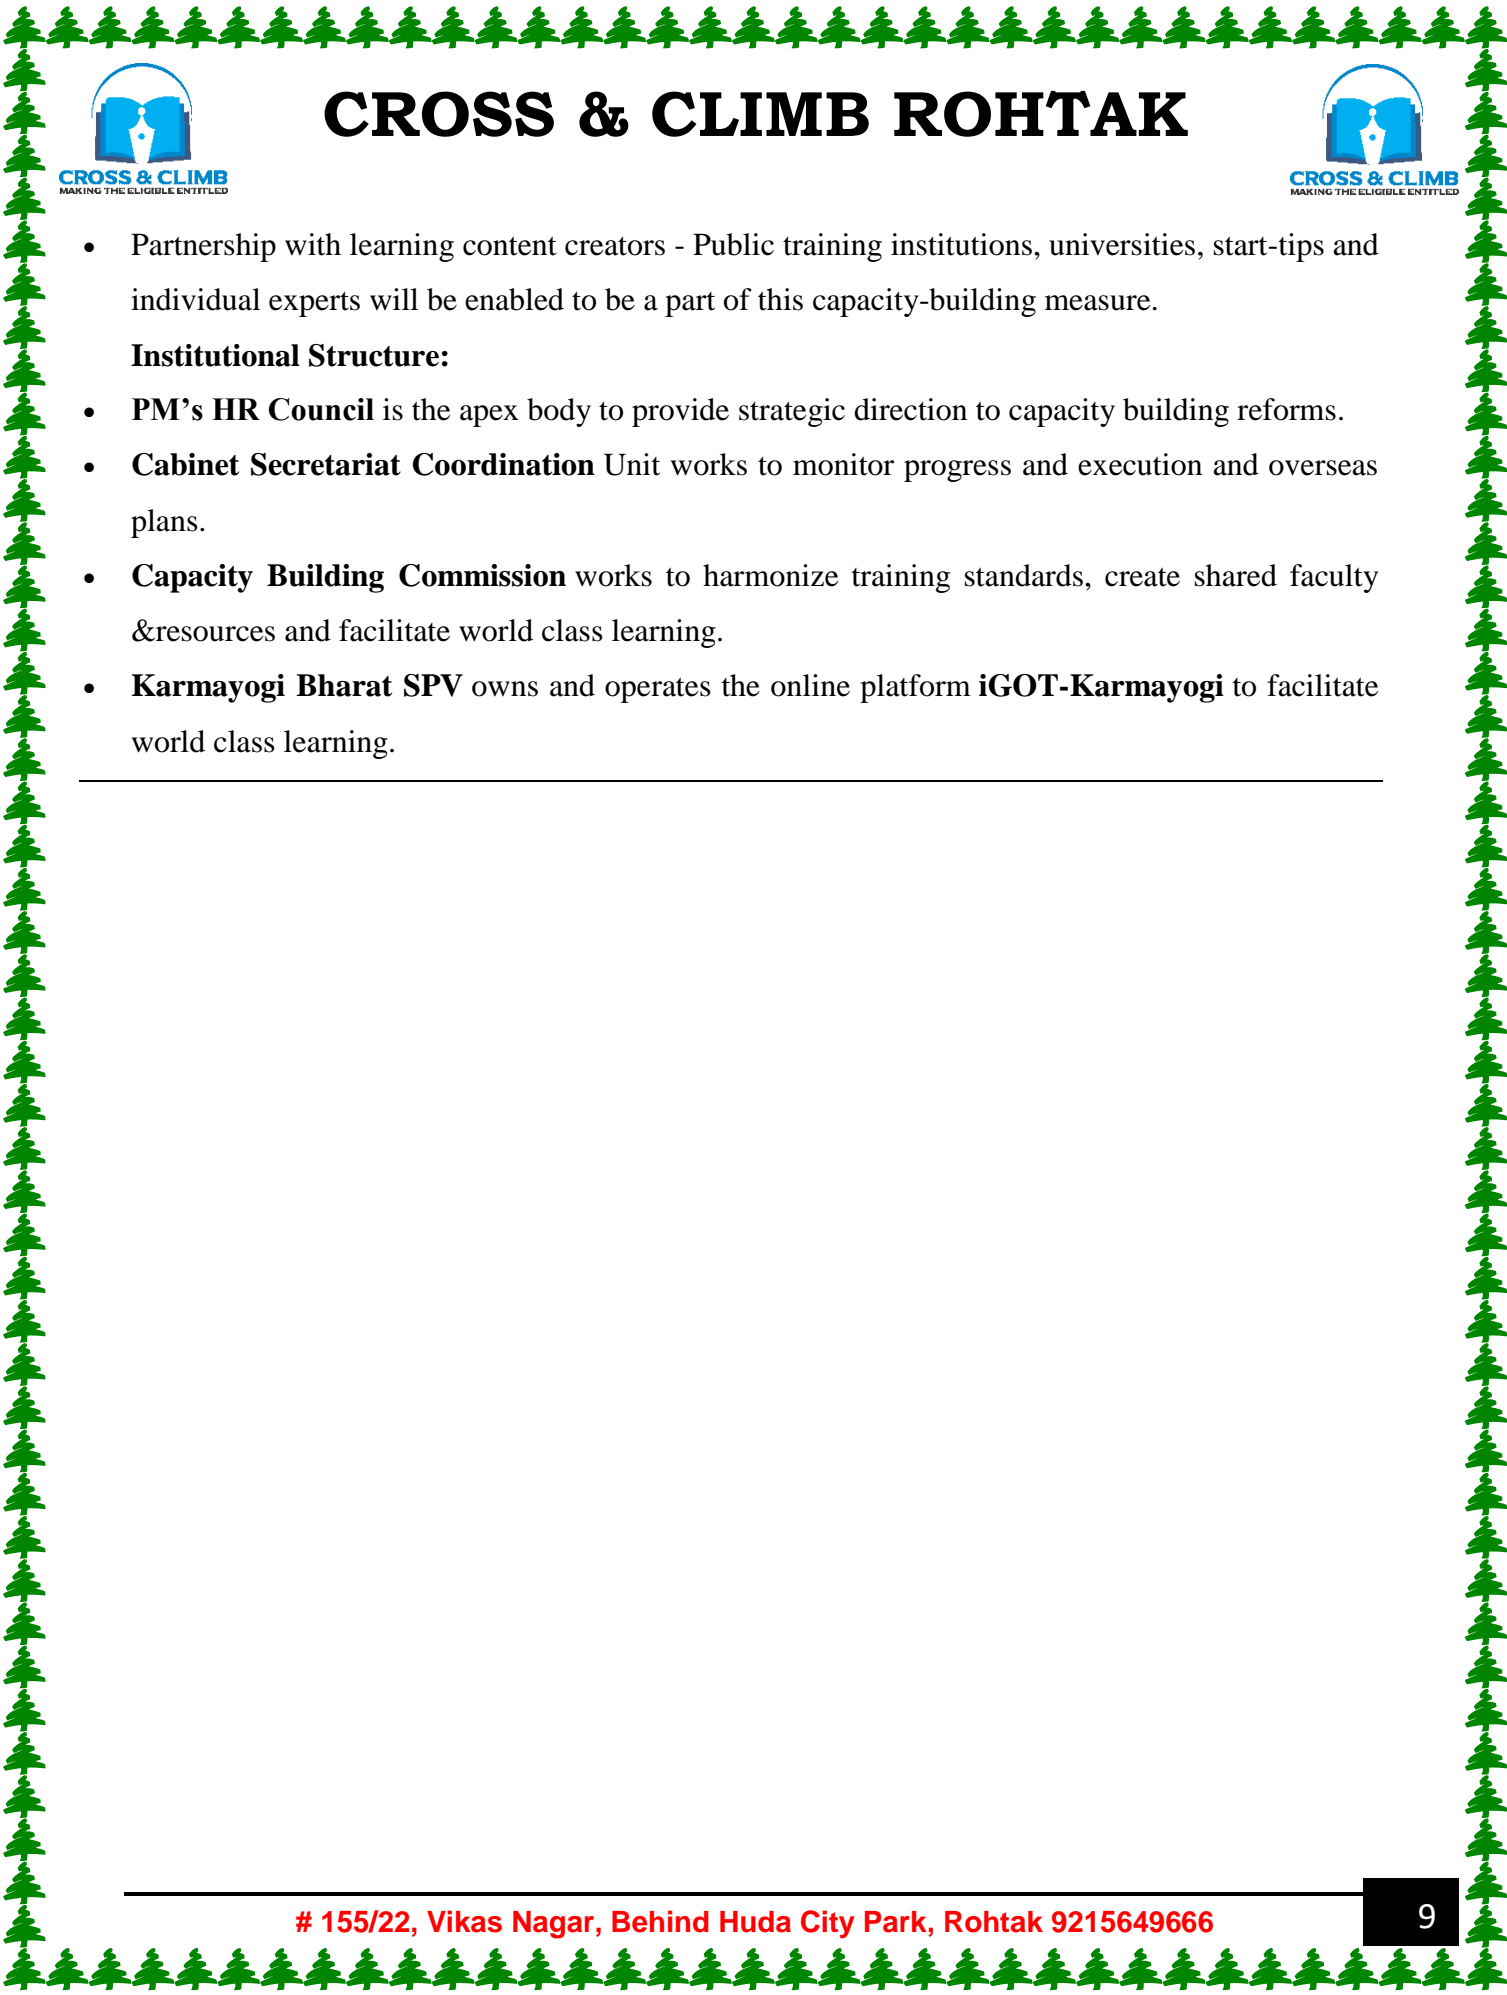 CROSS & CLIMB ROHTAK
CROSS & CLIMB
MAKING THE ELIGIBLE ENTITLED
CROSS & CLIMB
MAKING THE ELIGIBLE ENTITLED
• Partnership with learning content creators - Public training institutions, universities, start-tips and
individual experts will be enabled to be a part of this capacity-building measure.
Institutional Structure:
• PM’s HR Council is the apex body to provide strategic direction to capacity building reforms.
• Cabinet Secretariat Coordination Unit works to monitor progress and execution and overseas
plans.
• Capacity Building Commission works to harmonize training standards, create shared faculty
&resources and facilitate world class learning.
• Karmayogi Bharat SPV owns and operates the online platform iGOT-Karmayogi to facilitate
world class learning.
# 155/22, Vikas Nagar, Behind Huda City Park, Rohtak 9215649666
9